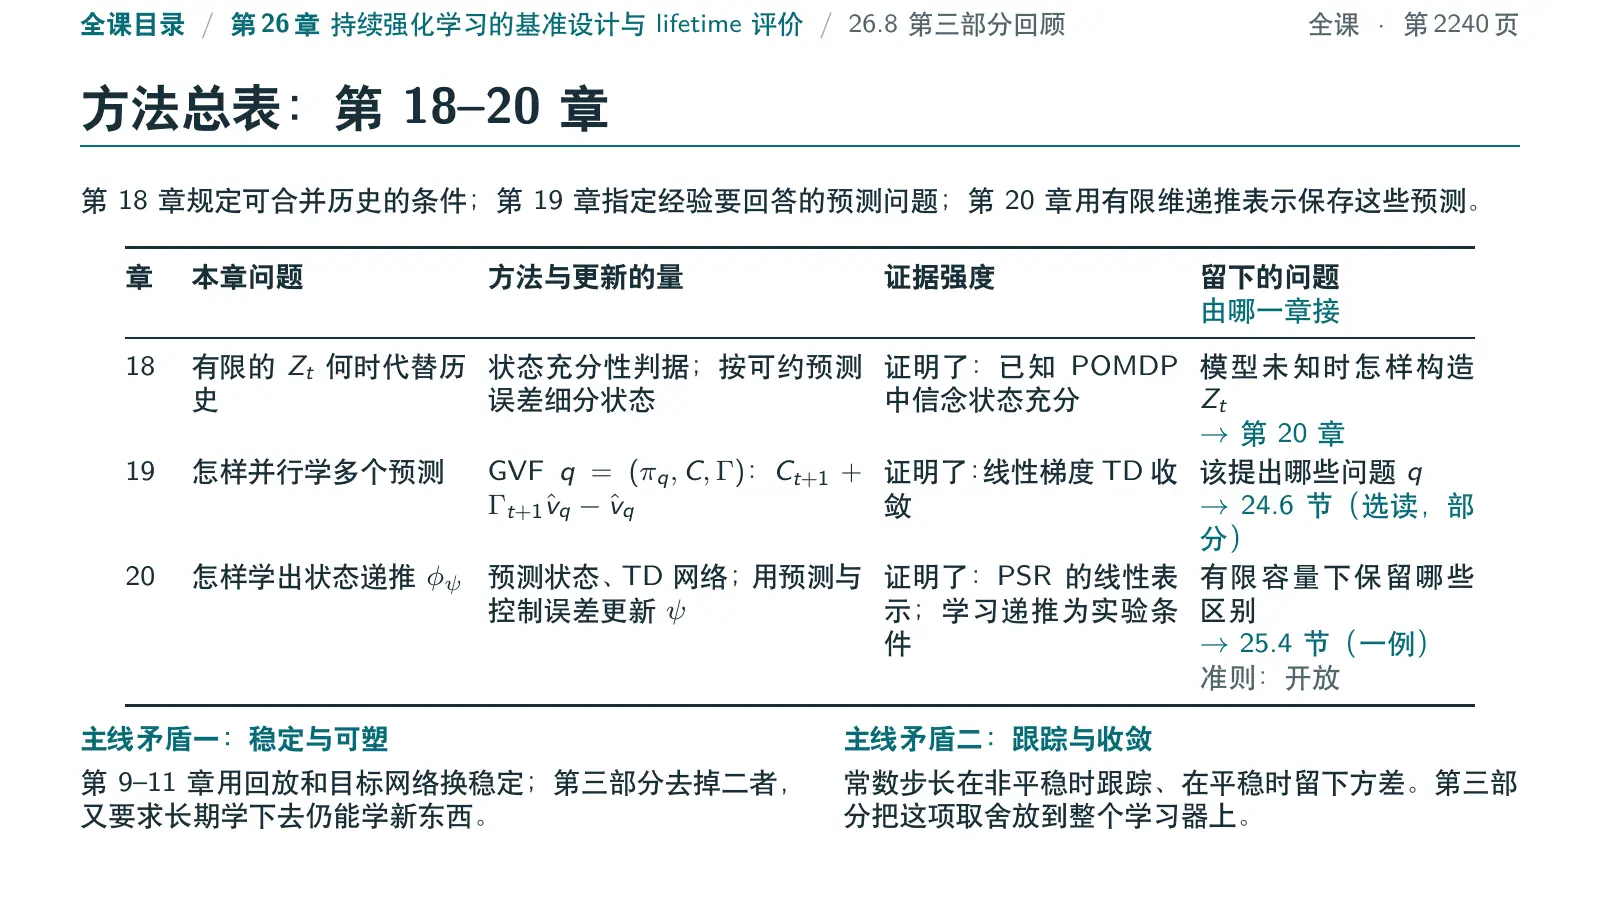 全课目录 / 第26章 持续强化学习的基准设计与 lifetime 评价 / 26.8 第三部分回顾 全课 · 第2240页
方法总表：第 18–20 章
第 18 章规定可合并历史的条件；第 19 章指定经验要回答的预测问题；第 20 章用有限维递推表示保存这些预测。
章 本章问题 方法与更新的量 证据强度 留下的问题
由哪一章接
18 有限的 Zₜ 何时代替历 状态充分性判据；按可约预测 证明了：已知 POMDP 模型未知时怎样构造
史 误差细分状态 中信念状态充分 Zₜ
→ 第 20 章
19 怎样并行学多个预测 GVF q = (π_q, C, Γ)：C_{t+1} + 证明了：线性梯度 TD 收 该提出哪些问题 q
Γ_{t+1}v̂_q − v̂_q 敛 → 24.6 节（选读，部
分）
20 怎样学出状态递推 ϕ_ψ 预测状态、TD 网络；用预测与 证明了：PSR 的线性表 有限容量下保留哪些
控制误差更新 ψ 示；学习递推为实验条 区别
件 → 25.4 节（一例）
准则：开放
主线矛盾一：稳定与可塑
第 9–11 章用回放和目标网络换稳定；第三部分去掉二者，
又要求长期学下去仍能学新东西。
主线矛盾二：跟踪与收敛
常数步长在非平稳时跟踪、在平稳时留下方差。第三部
分把这项取舍放到整个学习器上。